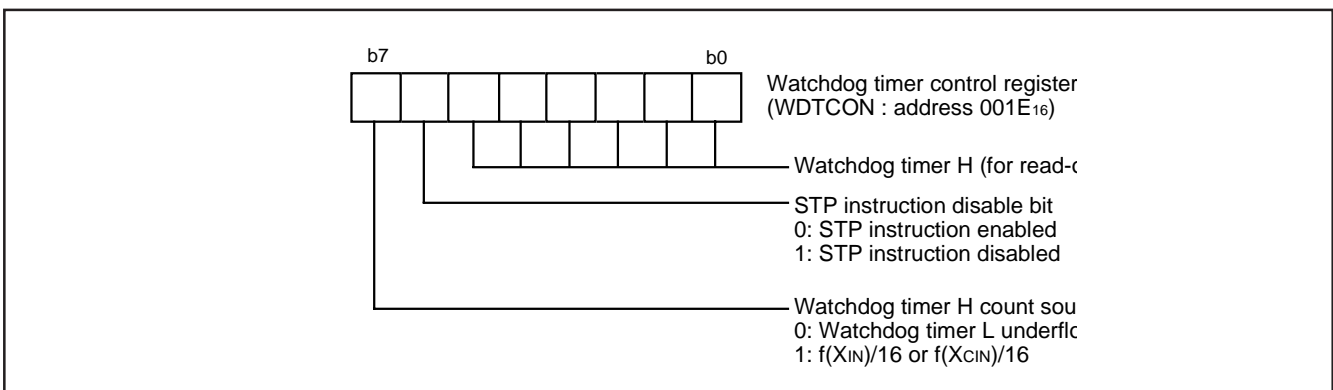 b7 b0
Watchdog timer control register
(WDTCON : address 001E₁₆)
Watchdog timer H (for read-
STP instruction disable bit
0: STP instruction enabled
1: STP instruction disabled
Watchdog timer H count sou
0: Watchdog timer L underflo
1: f(XIN)/16 or f(XCIN)/16